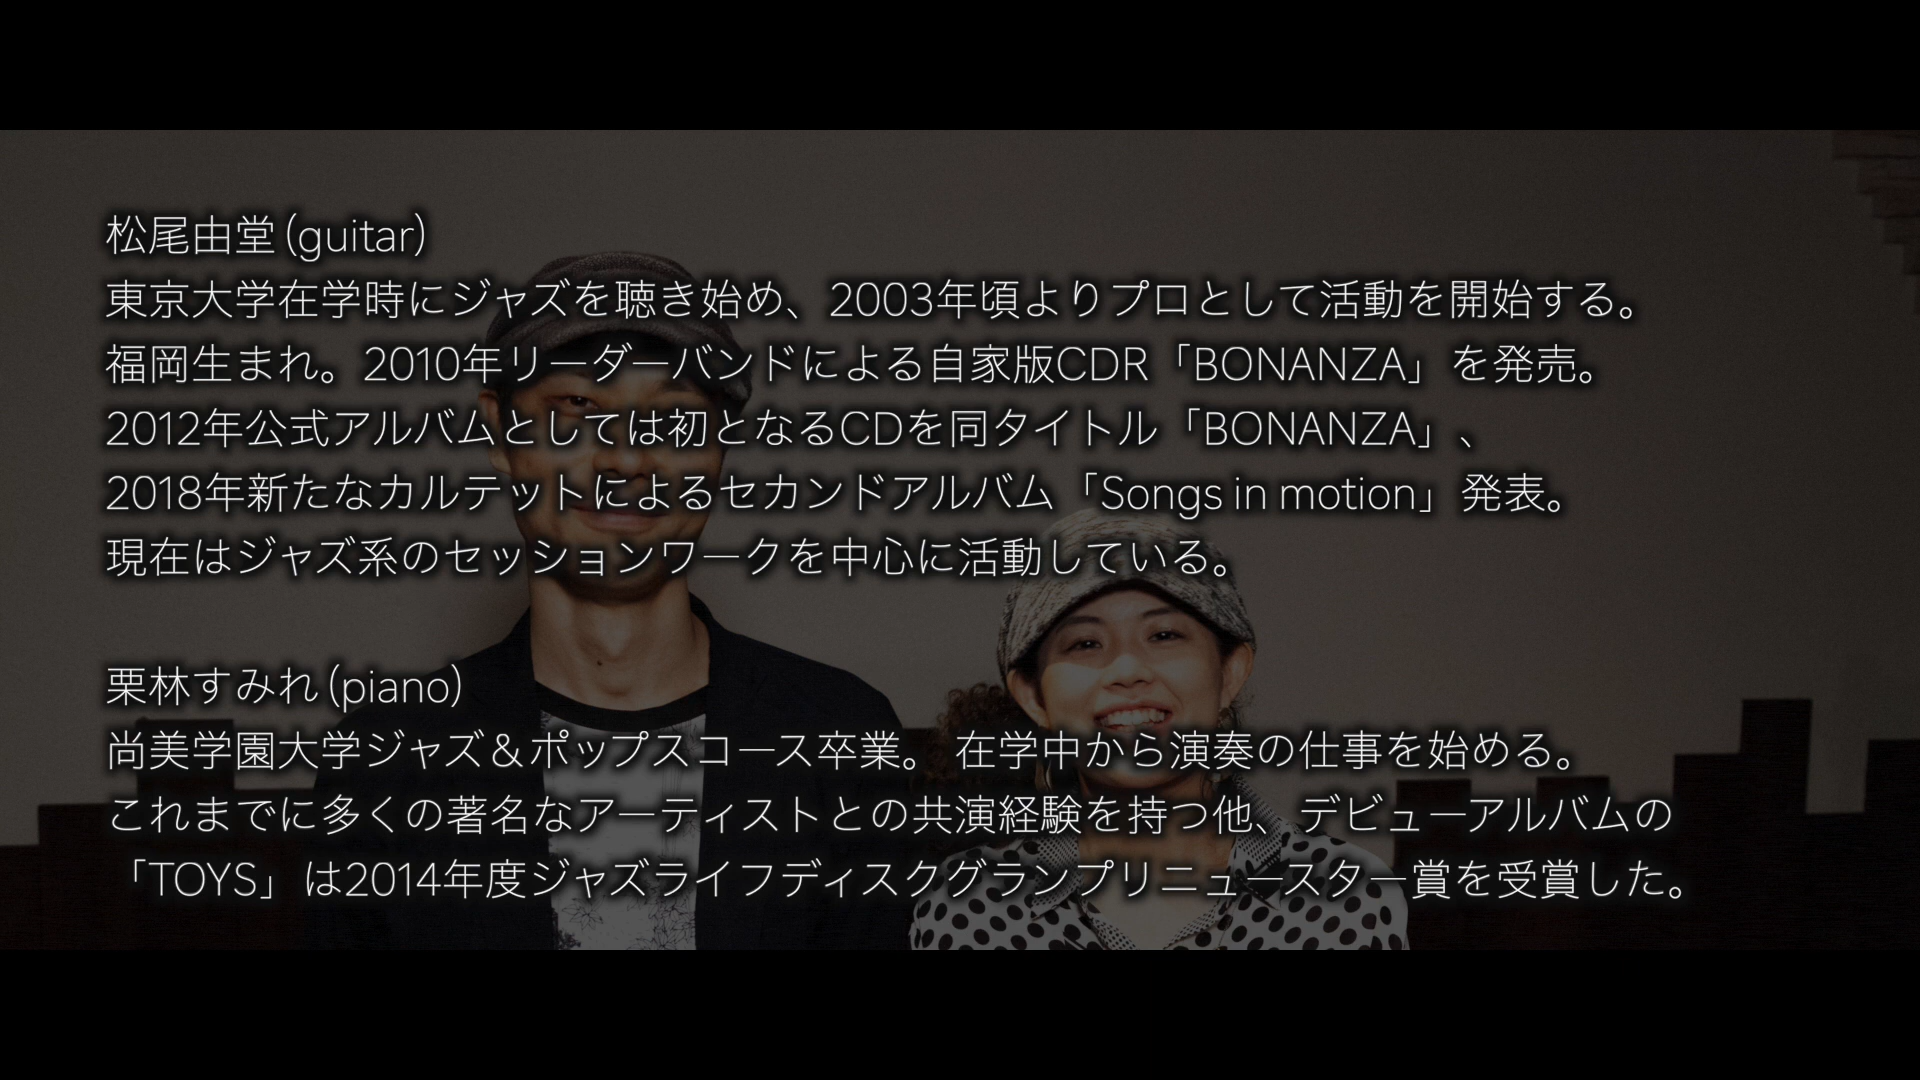 松尾由堂 (guitar)
東京大学在学時にジャズを聴き始め、2003年頃よりプロとして活動を開始する。
福岡生まれ。2010年リーダーバンドによる自家版CDR「BONANZA」を発売。
2012年公式アルバムとしては初となるCDを同タイトル「BONANZA」、
2018年新たなカルテットによるセカンドアルバム「Songs in motion」発表。
現在はジャズ系のセッションワークを中心に活動している。
栗林すみれ (piano)
尚美学園大学ジャズ＆ポップスコース卒業。 在学中から演奏の仕事を始める。
これまでに多くの著名なアーティストとの共演経験を持つ他、デビューアルバムの
「TOYS」は2014年度ジャズライフディスクグランプリニュースター賞を受賞した。